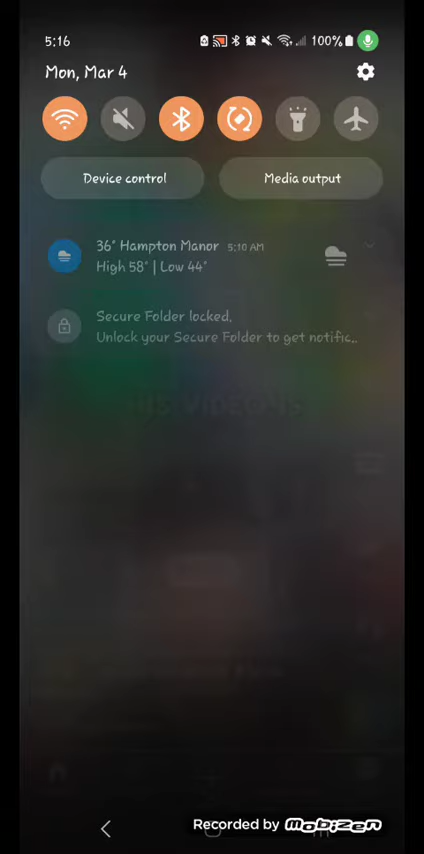 5:16
100%
Mon, Mar 4
Device control
Media output
36° Hampton Manor 5:10 AM
High 58° | Low 44°
Secure Folder locked.
Unlock your Secure Folder to get notific..
Recorded by mobizen